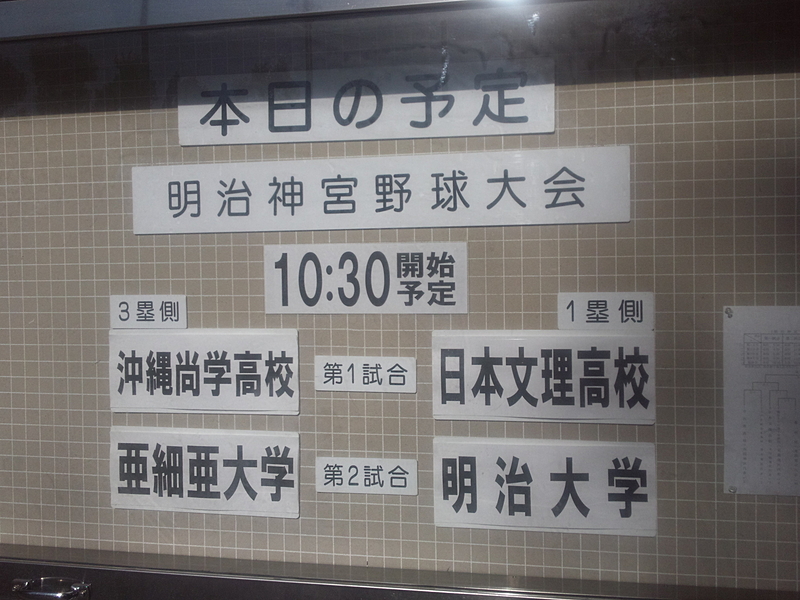 本日の予定
明治神宮野球大会
10:30 開始予定
3塁側 1塁側
沖縄尚学高校 第1試合 日本文理高校
亜細亜大学 第2試合 明治大学